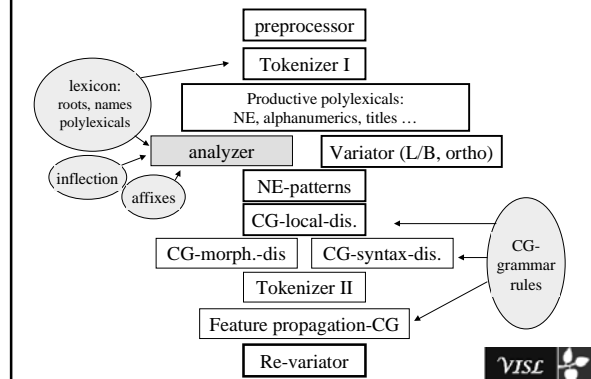 preprocessor
Tokenizer I
lexicon:
roots, names
polylexicals
Productive polylexicals:
NE, alphanumerics, titles …
analyzer
Variator (L/B, ortho)
inflection
affixes
NE-patterns
CG-local-dis.
CG-morph.-dis
CG-syntax-dis.
CG-
grammar
rules
Tokenizer II
Feature propagation-CG
Re-variator
VISL